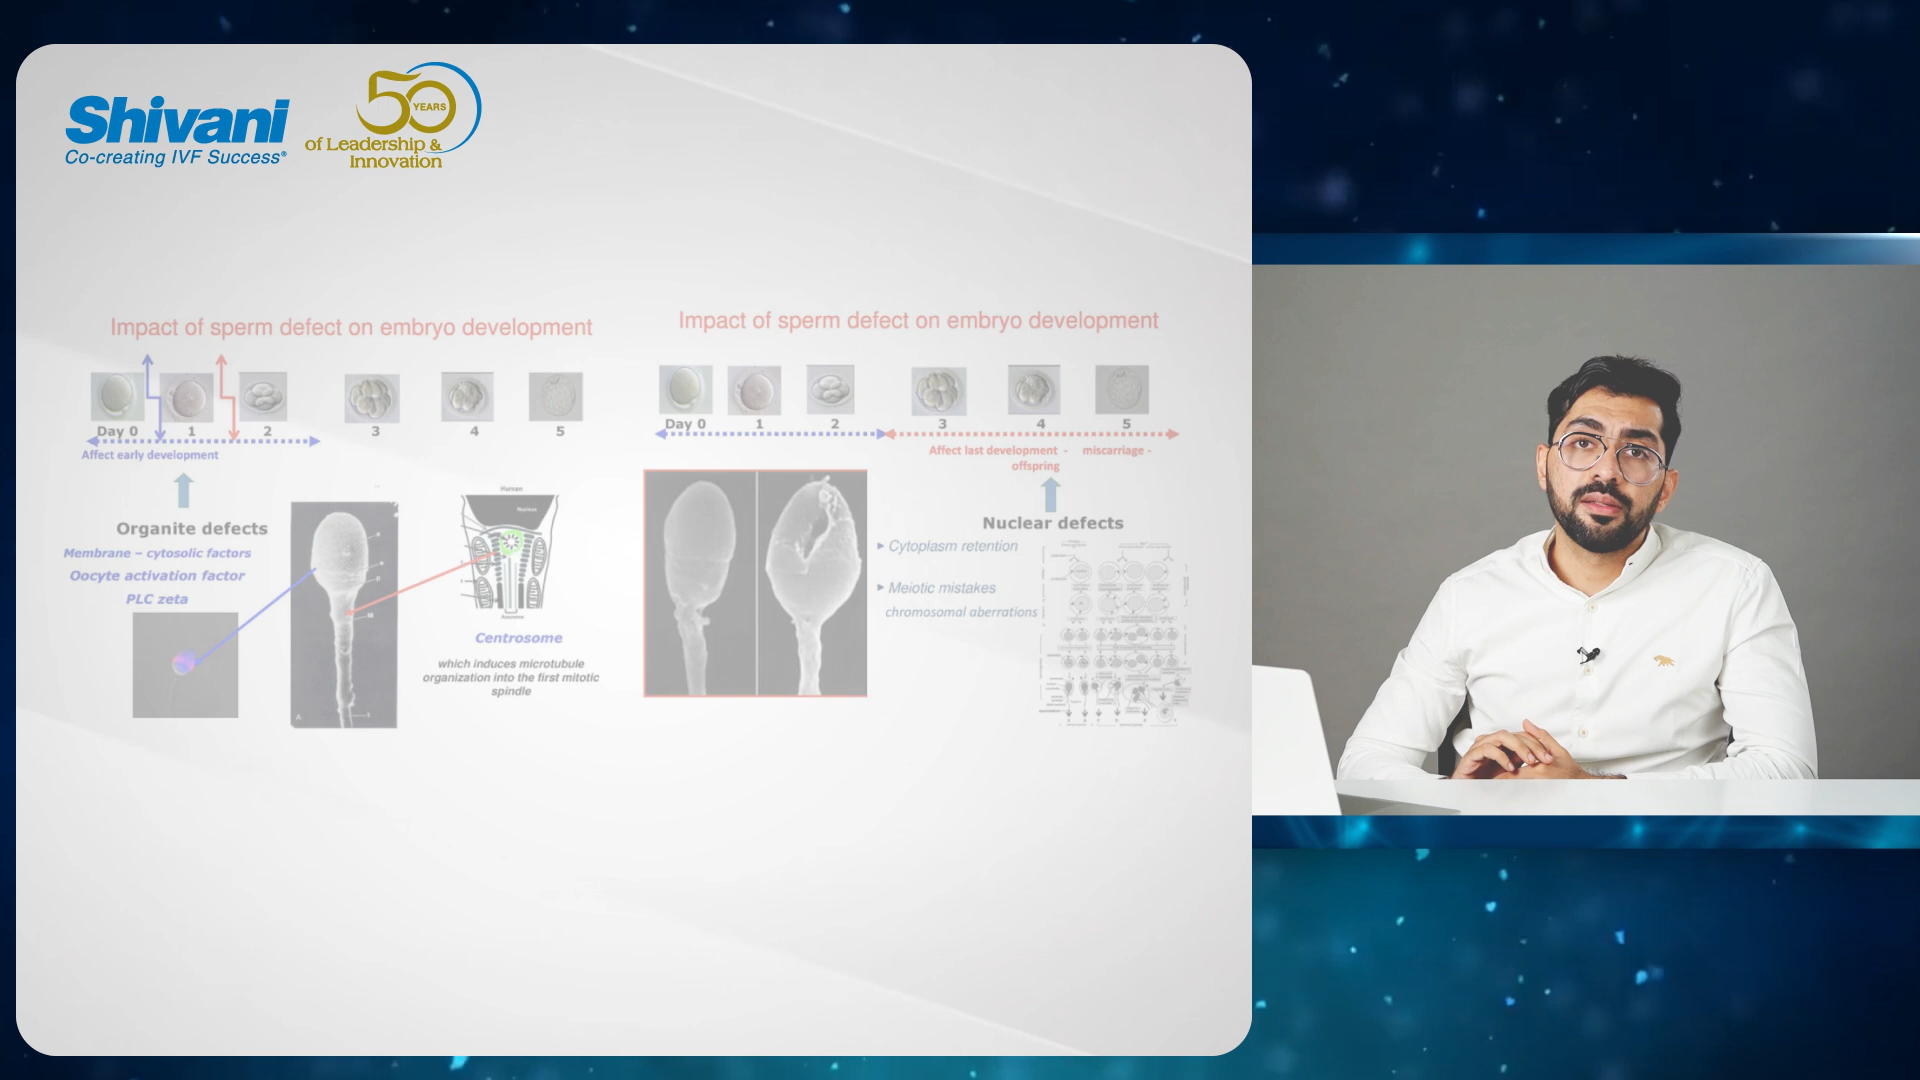 Shivani
Co-creating IVF Success®
50
YEARS
of Leadership &
Innovation
Impact of sperm defect on embryo development
Day 0 1 2 3 4 5
Affect early development
Organite defects
Membrane – cytosolic factors
Oocyte activation factor
PLC zeta
A
Human
Nucleus
Centrosome
which induces microtubule
organization into the first mitotic
spindle
Impact of sperm defect on embryo development
Day 0 1 2 3 4 5
Affect last development - miscarriage -
offspring
Nuclear defects
Cytoplasm retention
Meiotic mistakes
chromosomal aberrations